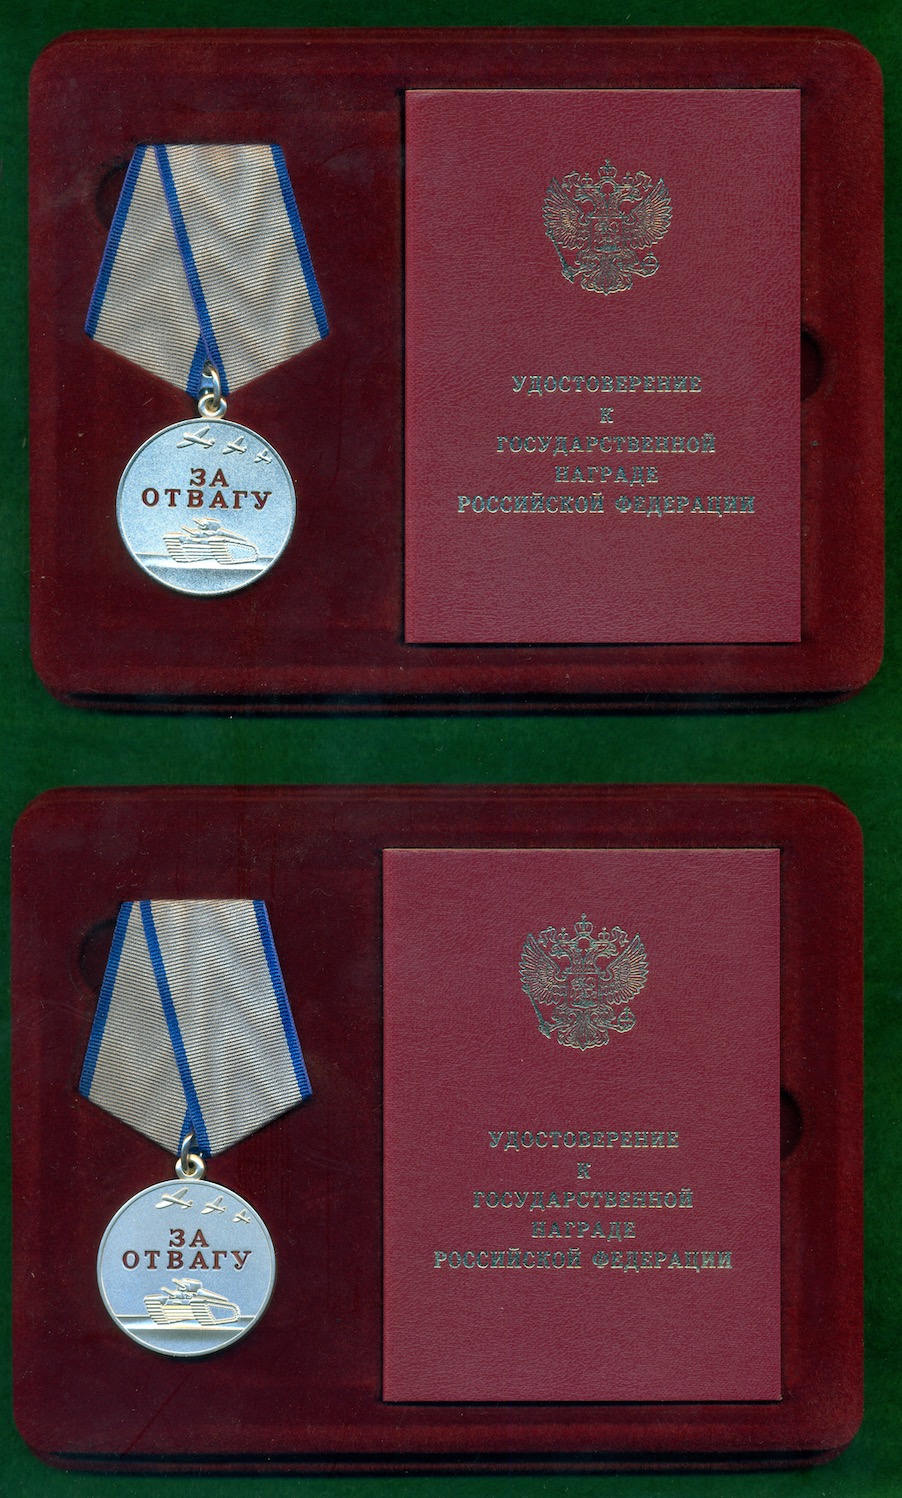 ЗА
ОТВАГУ
УДОСТОВЕРЕНИЕ
К
ГОСУДАРСТВЕННОЙ
НАГРАДЕ
РОССИЙСКОЙ ФЕДЕРАЦИИ
ЗА
ОТВАГУ
УДОСТОВЕРЕНИЕ
К
ГОСУДАРСТВЕННОЙ
НАГРАДЕ
РОССИЙСКОЙ ФЕДЕРАЦИИ